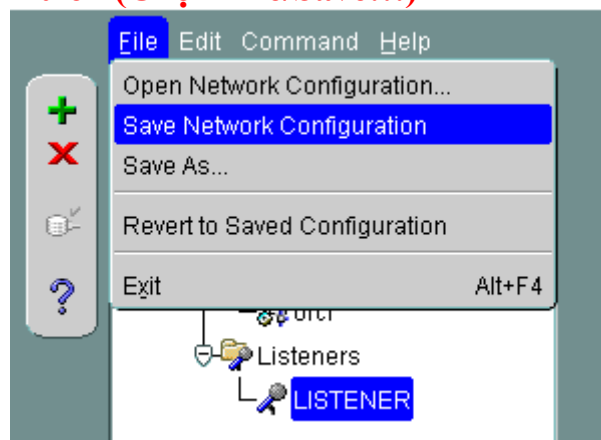 File Edit Command Help
Open Network Configuration...
Save Network Configuration
Save As...
Revert to Saved Configuration
Exit Alt+F4
Listeners
LISTENER